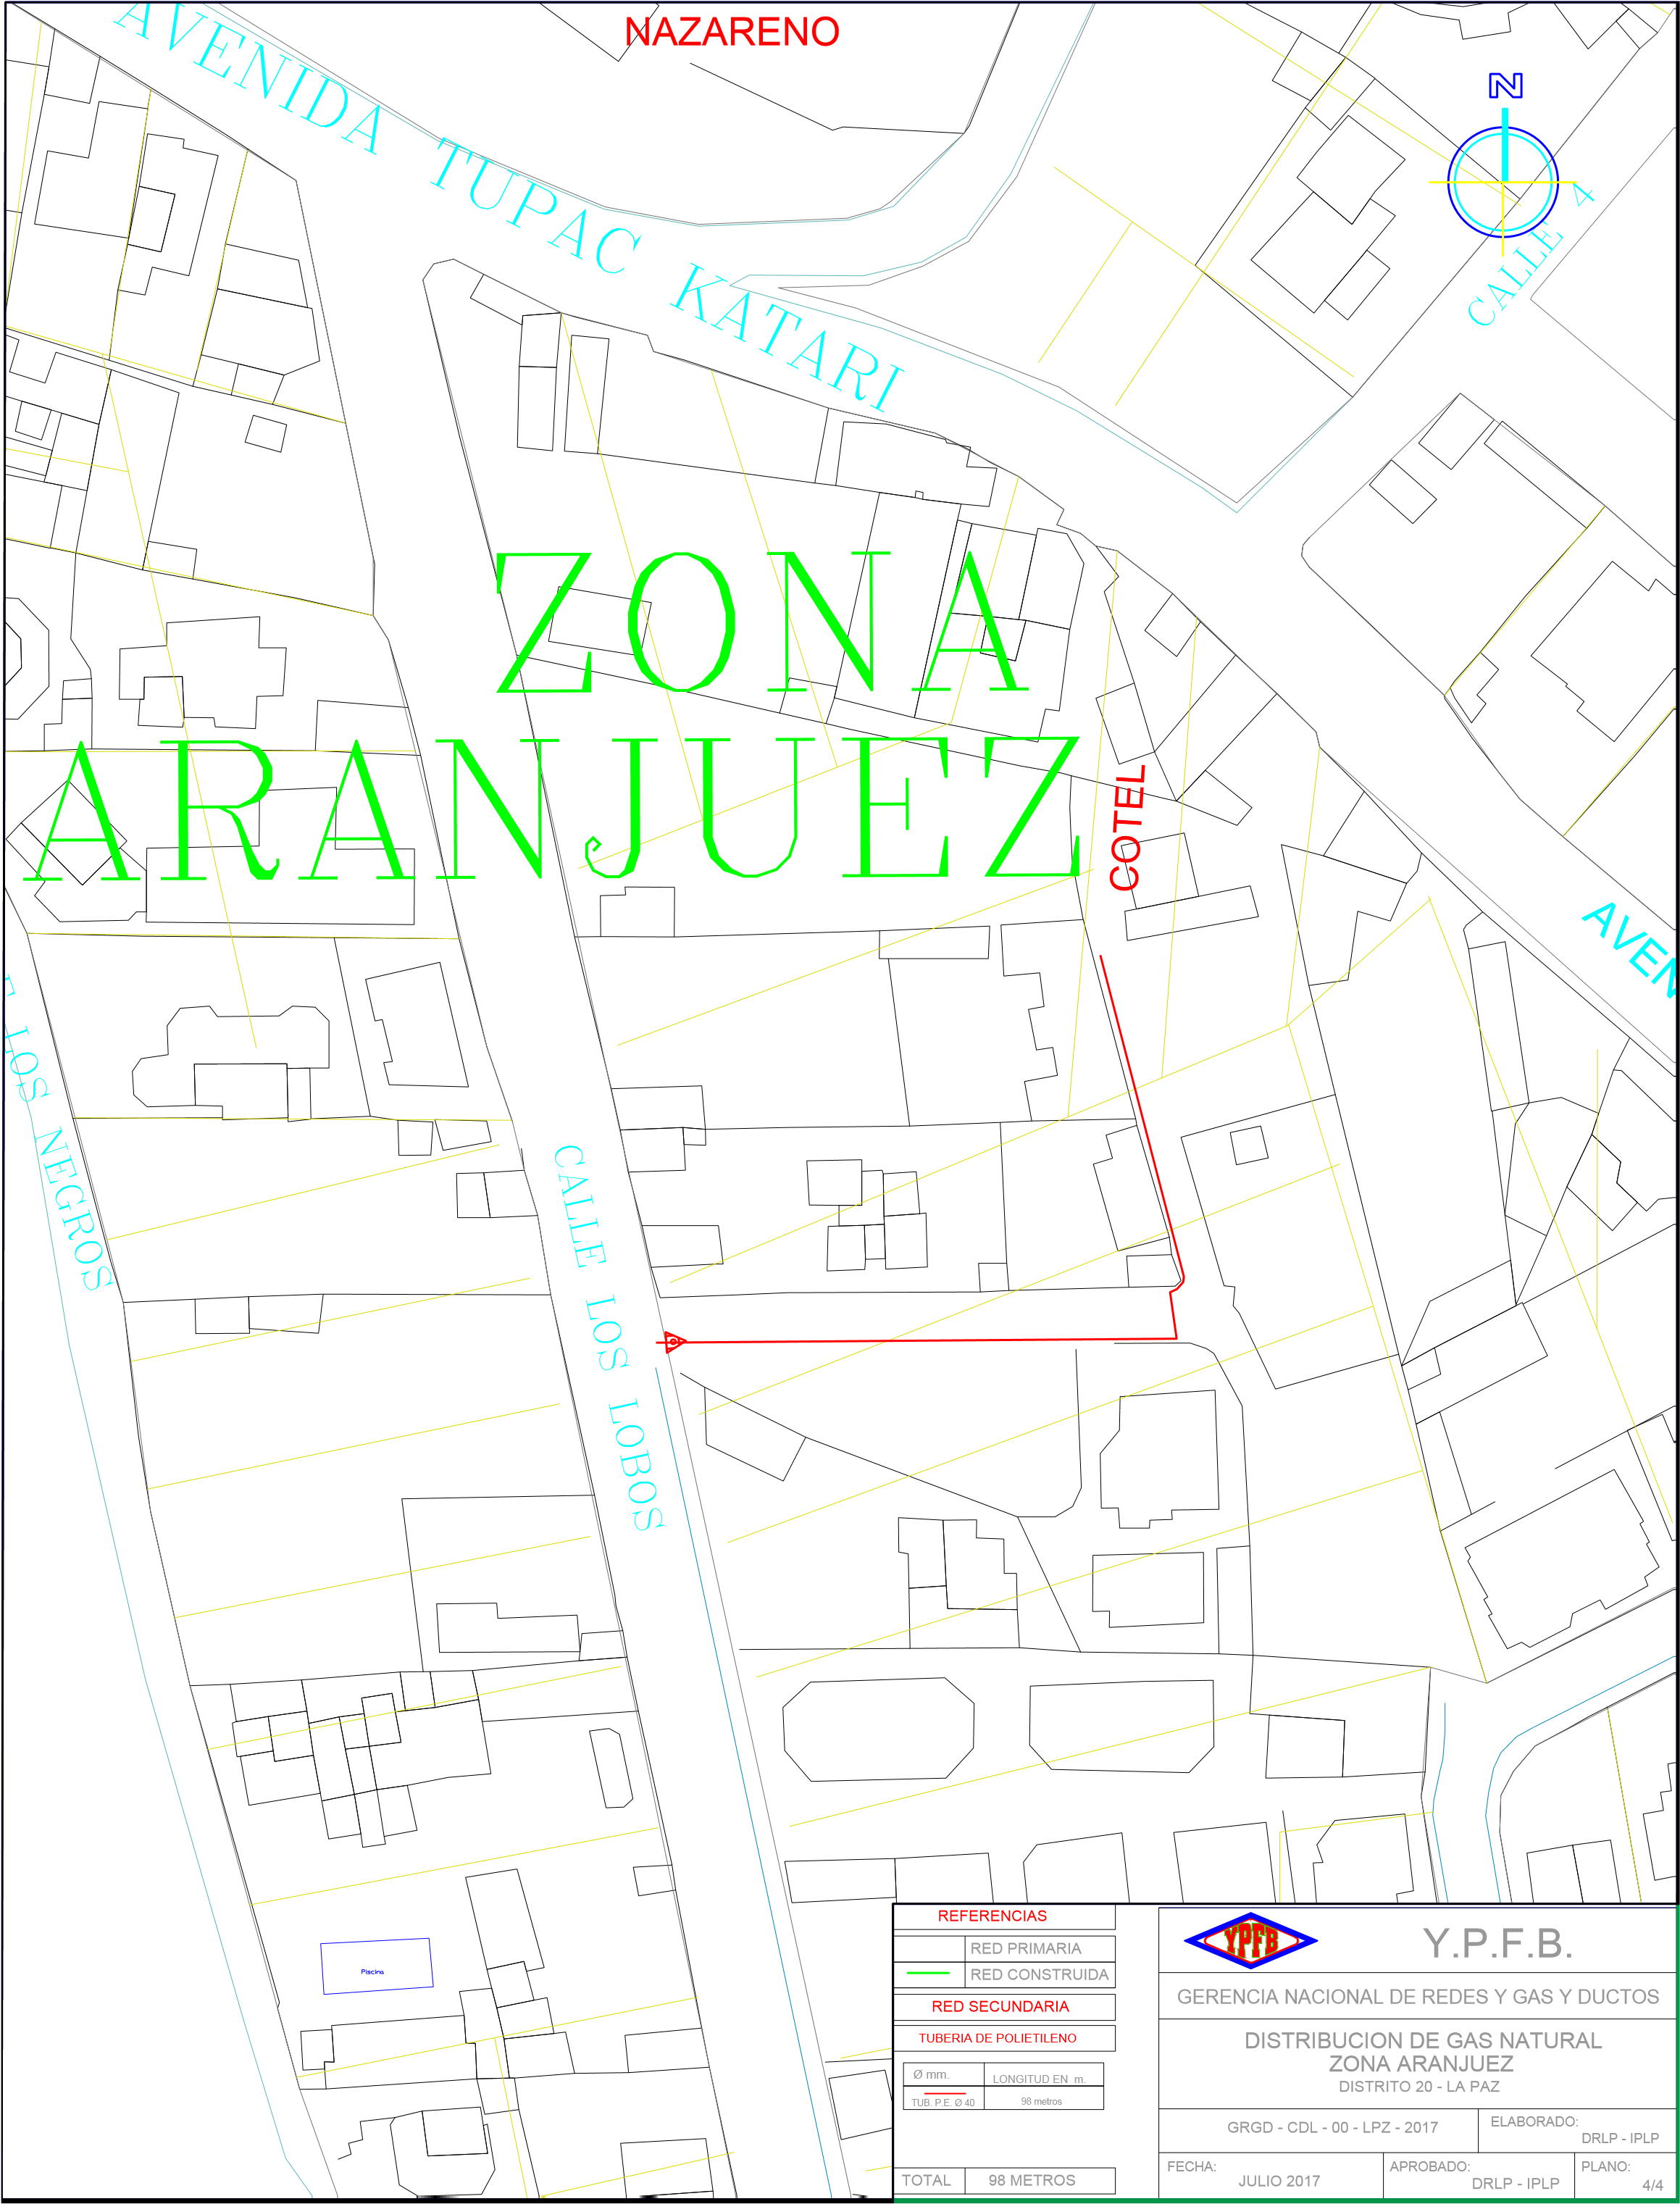 NAZARENO
AVENIDA TUPAC KATARI
N
CALLE 4
ZONA
ARANJUEZ
COTEL
AVEN
LOS NEGROS
CALLE LOS LOBOS
Piscina
REFERENCIAS
RED PRIMARIA
RED CONSTRUIDA
RED SECUNDARIA
TUBERIA DE POLIETILENO
Ø mm. LONGITUD EN m.
TUB. P.E. Ø 40 98 metros
TOTAL 98 METROS
YPFB
Y.P.F.B.
GERENCIA NACIONAL DE REDES Y GAS Y DUCTOS
DISTRIBUCION DE GAS NATURAL
ZONA ARANJUEZ
DISTRITO 20 - LA PAZ
GRGD - CDL - 00 - LPZ - 2017
ELABORADO:
DRLP - IPLP
FECHA:
JULIO 2017
APROBADO:
DRLP - IPLP
PLANO:
4/4